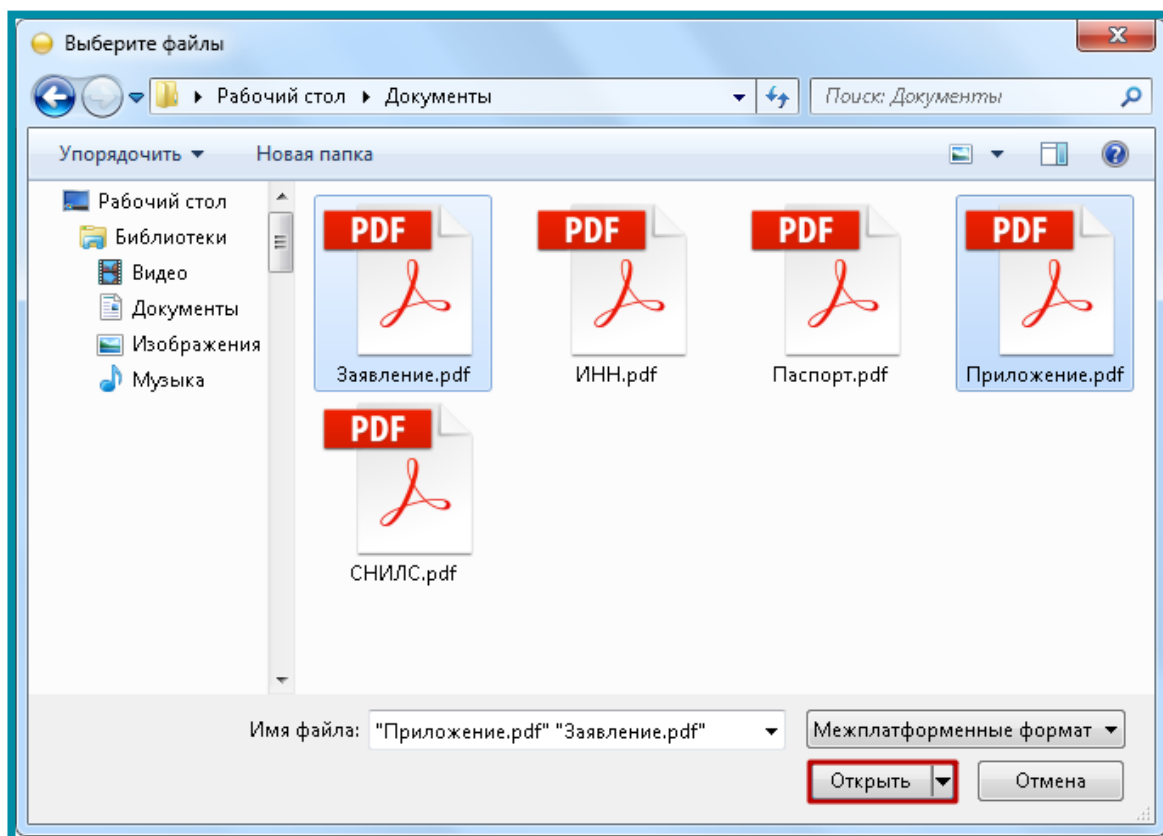 Выберите файлы
Рабочий стол Документы
Поиск: Документы
Упорядочить Новая папка
Рабочий стол
Библиотеки
Видео
Документы
Изображения
Музыка
PDF PDF PDF PDF
Заявление.pdf ИНН.pdf Паспорт.pdf Приложение.pdf
PDF
СНИЛС.pdf
Имя файла: "Приложение.pdf" "Заявление.pdf" Межплатформенные формат
Открыть Отмена